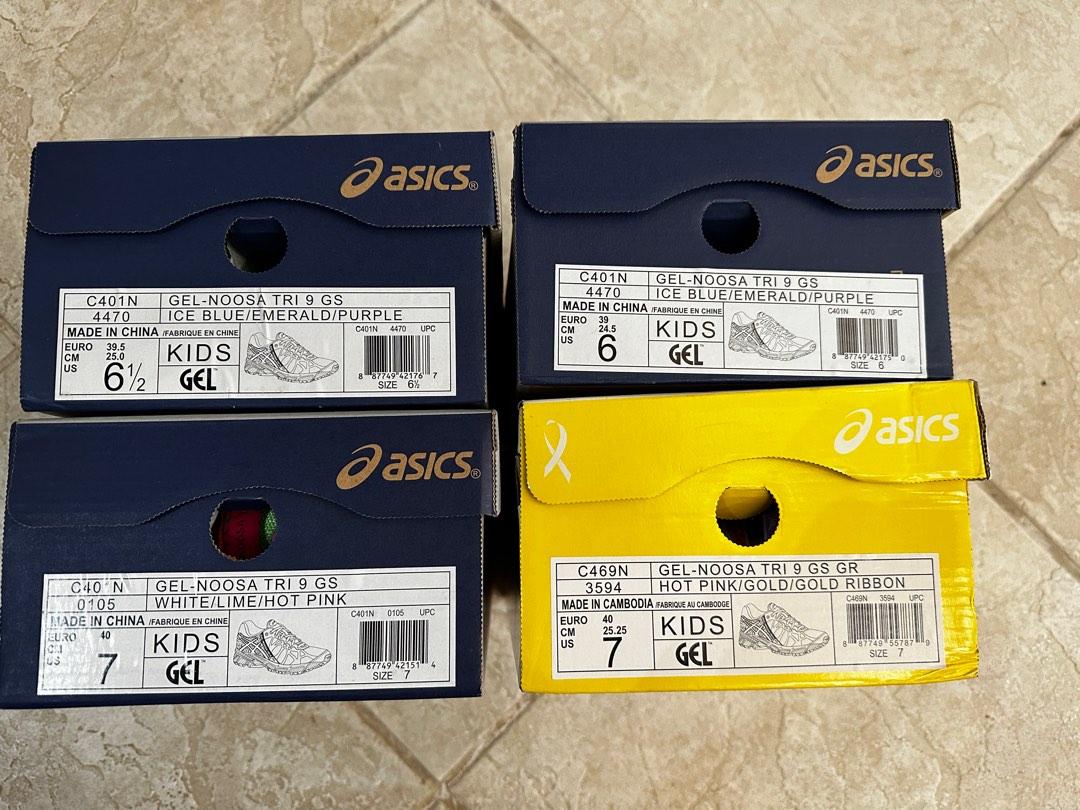 asics®
C401N GEL-NOOSA TRI 9 GS
4470 ICE BLUE/EMERALD/PURPLE
MADE IN CHINA /FABRIQUE EN CHINE
EURO 39.5
CM 25.0
US 6½
KIDS
GEL™
C401N 4470 UPC
8 87749 42176 7
SIZE 6½
asics®
C401N GEL-NOOSA TRI 9 GS
4470 ICE BLUE/EMERALD/PURPLE
MADE IN CHINA /FABRIQUE EN CHINE
EURO 39
CM 24.5
US 6
KIDS
GEL™
C401N 4470 UPC
8 87749 42175 0
SIZE 6
asics®
C401N GEL-NOOSA TRI 9 GS
0105 WHITE/LIME/HOT PINK
MADE IN CHINA /FABRIQUE EN CHINE
EURO 40
CM
US 7
KIDS
GEL™
C401N 0105 UPC
8 87749 42151 4
SIZE 7
asics
C469N GEL-NOOSA TRI 9 GS GR
3594 HOT PINK/GOLD/GOLD RIBBON
MADE IN CAMBODIA /FABRIQUE AU CAMBODGE
EURO 40
CM 25.25
US 7
KIDS
GEL™
C469N 3594 UPC
8 87749 55787 9
SIZE 7